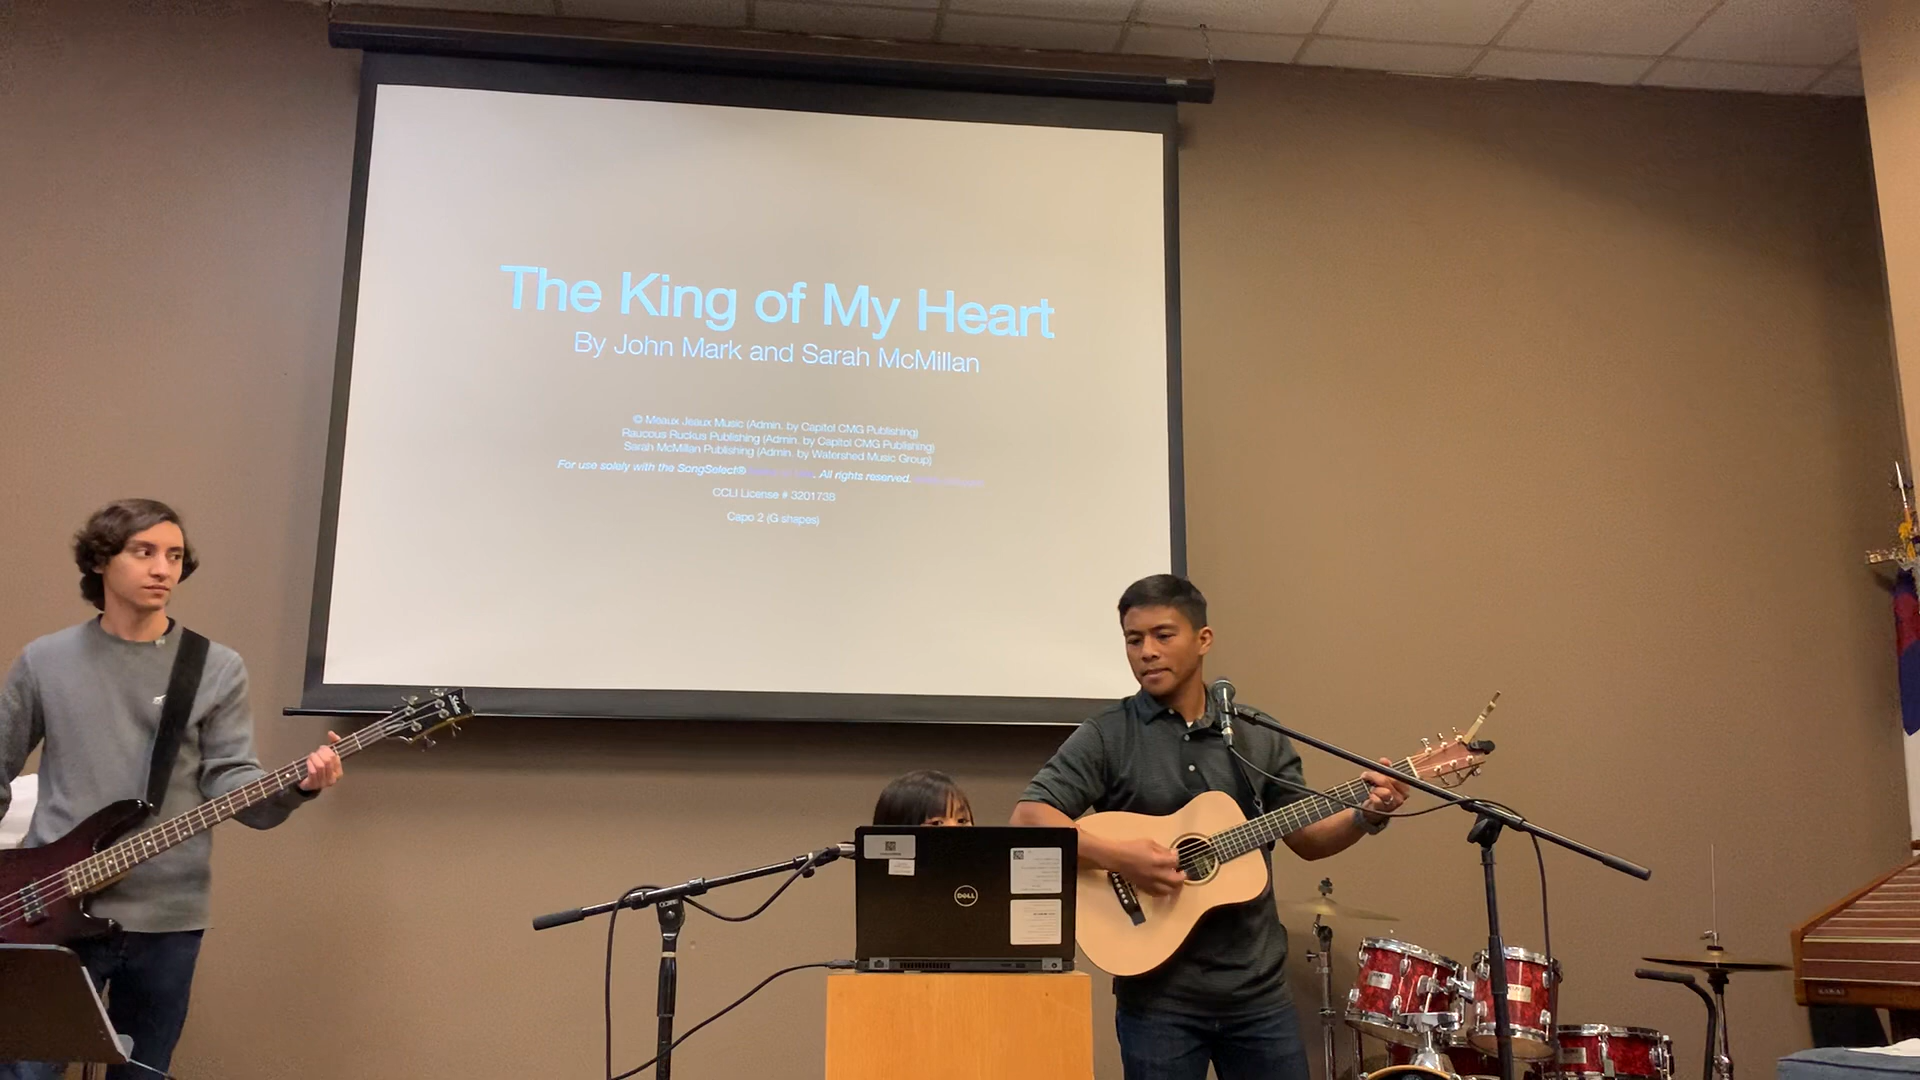 The King of My Heart
By John Mark and Sarah McMillan
© Meaux Jeaux Music (Admin. by Capitol CMG Publishing)
Raucous Ruckus Publishing (Admin. by Capitol CMG Publishing)
Sarah McMillan Publishing (Admin. by Watershed Music Group)
For use solely with the SongSelect® . All rights reserved.
CCLI License # 3201738
Capo 2 (G shapes)
DELL